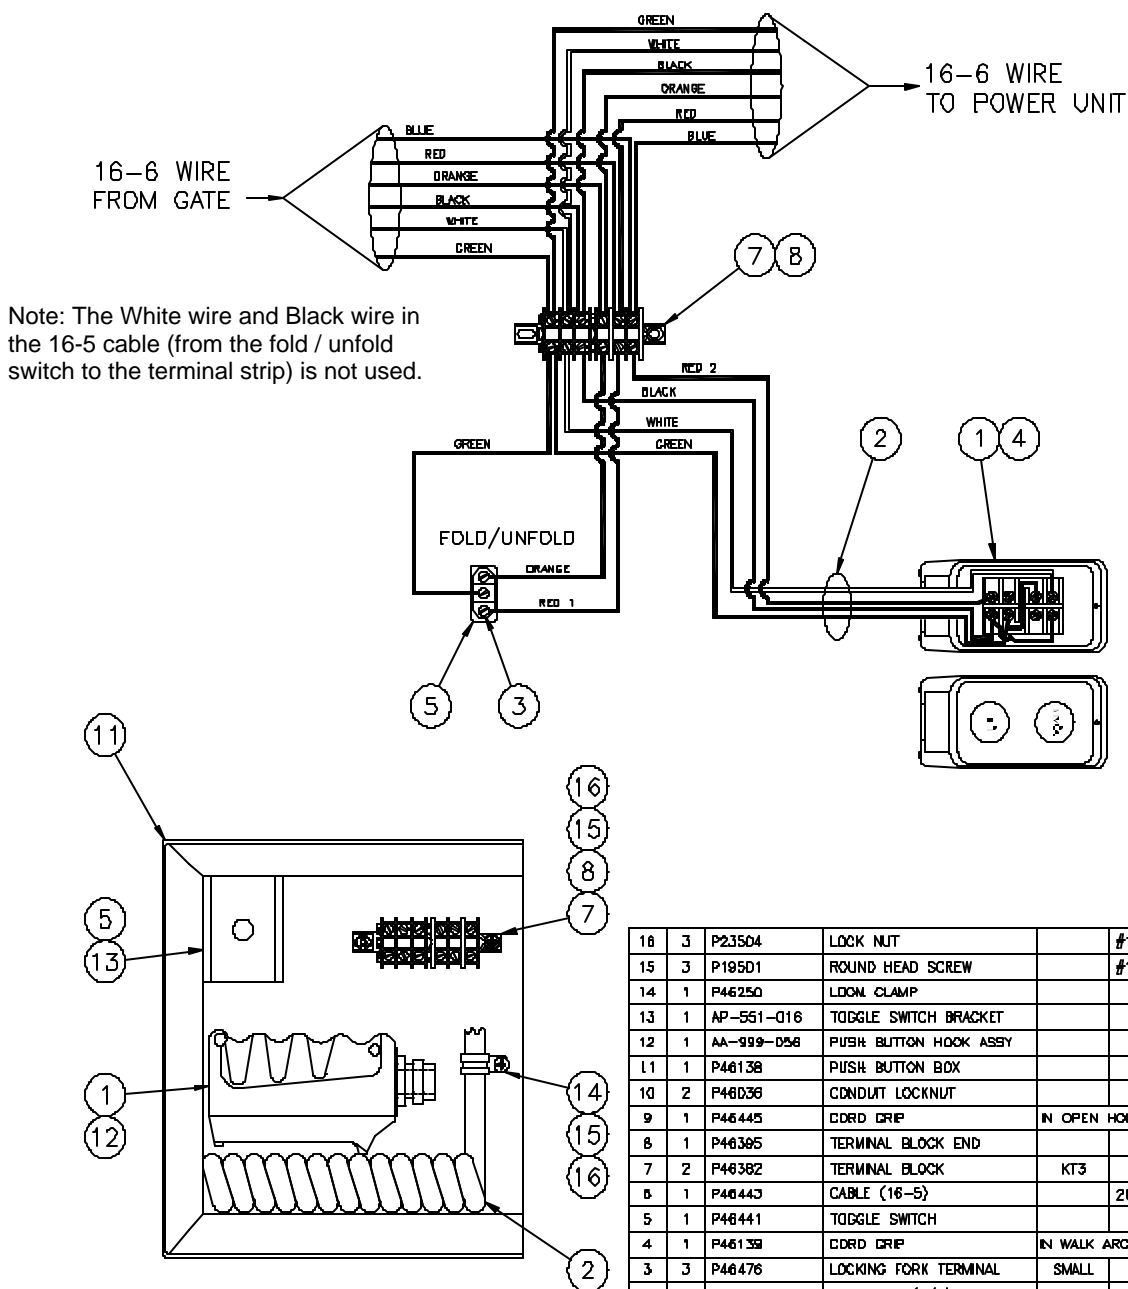 GREEN
WHITE
BLACK
ORANGE
RED
BLUE
16-6 WIRE
TO POWER UNIT
BLUE
RED
ORANGE
BLACK
WHITE
GREEN
16-6 WIRE
FROM GATE
7 8
Note: The White wire and Black wire in
the 16-5 cable (from the fold / unfold
switch to the terminal strip) is not used.
RED 2
BLACK
WHITE
GREEN
GREEN
2
1 4
FOLD/UNFOLD
ORANGE
RED 1
5 3
11
16
15
8
7
5
13
1
12
14
15
16
2
16 3 P23504 LOCK NUT
15 3 P19501 ROUND HEAD SCREW
14 1 P46250 LOOM CLAMP
13 1 AP-551-016 TOGGLE SWITCH BRACKET
12 1 AA-999-056 PUSH BUTTON HOOK ASSY
11 1 P46138 PUSH BUTTON BOX
10 2 P46036 CONDUIT LOCKNUT
9 1 P46445 CORD GRIP IN OPEN
8 1 P46385 TERMINAL BLOCK END
7 2 P46382 TERMINAL BLOCK KT3
6 1 P46443 CABLE (16-5)
5 1 P46441 TOGGLE SWITCH
4 1 P46139 CORD GRIP IN WALK
3 3 P46476 LOCKING FORK TERMINAL SMALL